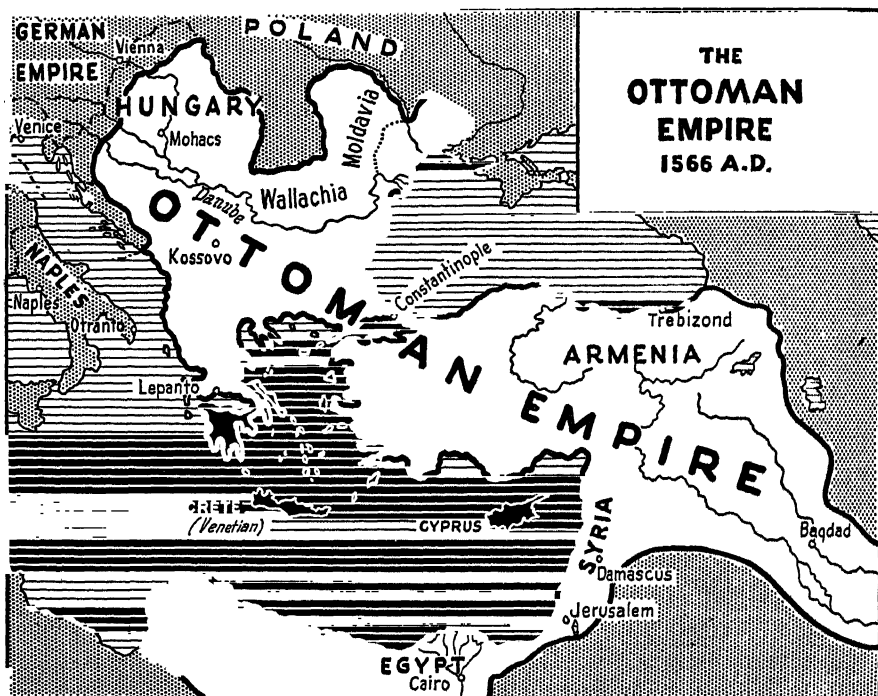 THE
OTTOMAN
EMPIRE
1566 A.D.
GERMAN
EMPIRE
POLAND
Vienna
HUNGARY
Mohacs
Venice
Moldavia
Wallachia
Danube
Kossovo
OTTOMAN EMPIRE
NAPLES
Naples
Otranto
Constantinople
Trebizond
ARMENIA
Lepanto
CRETE
(Venetian)
CYPRUS
SYRIA
Baqdad
Damascus
Jerusalem
EGYPT
Cairo